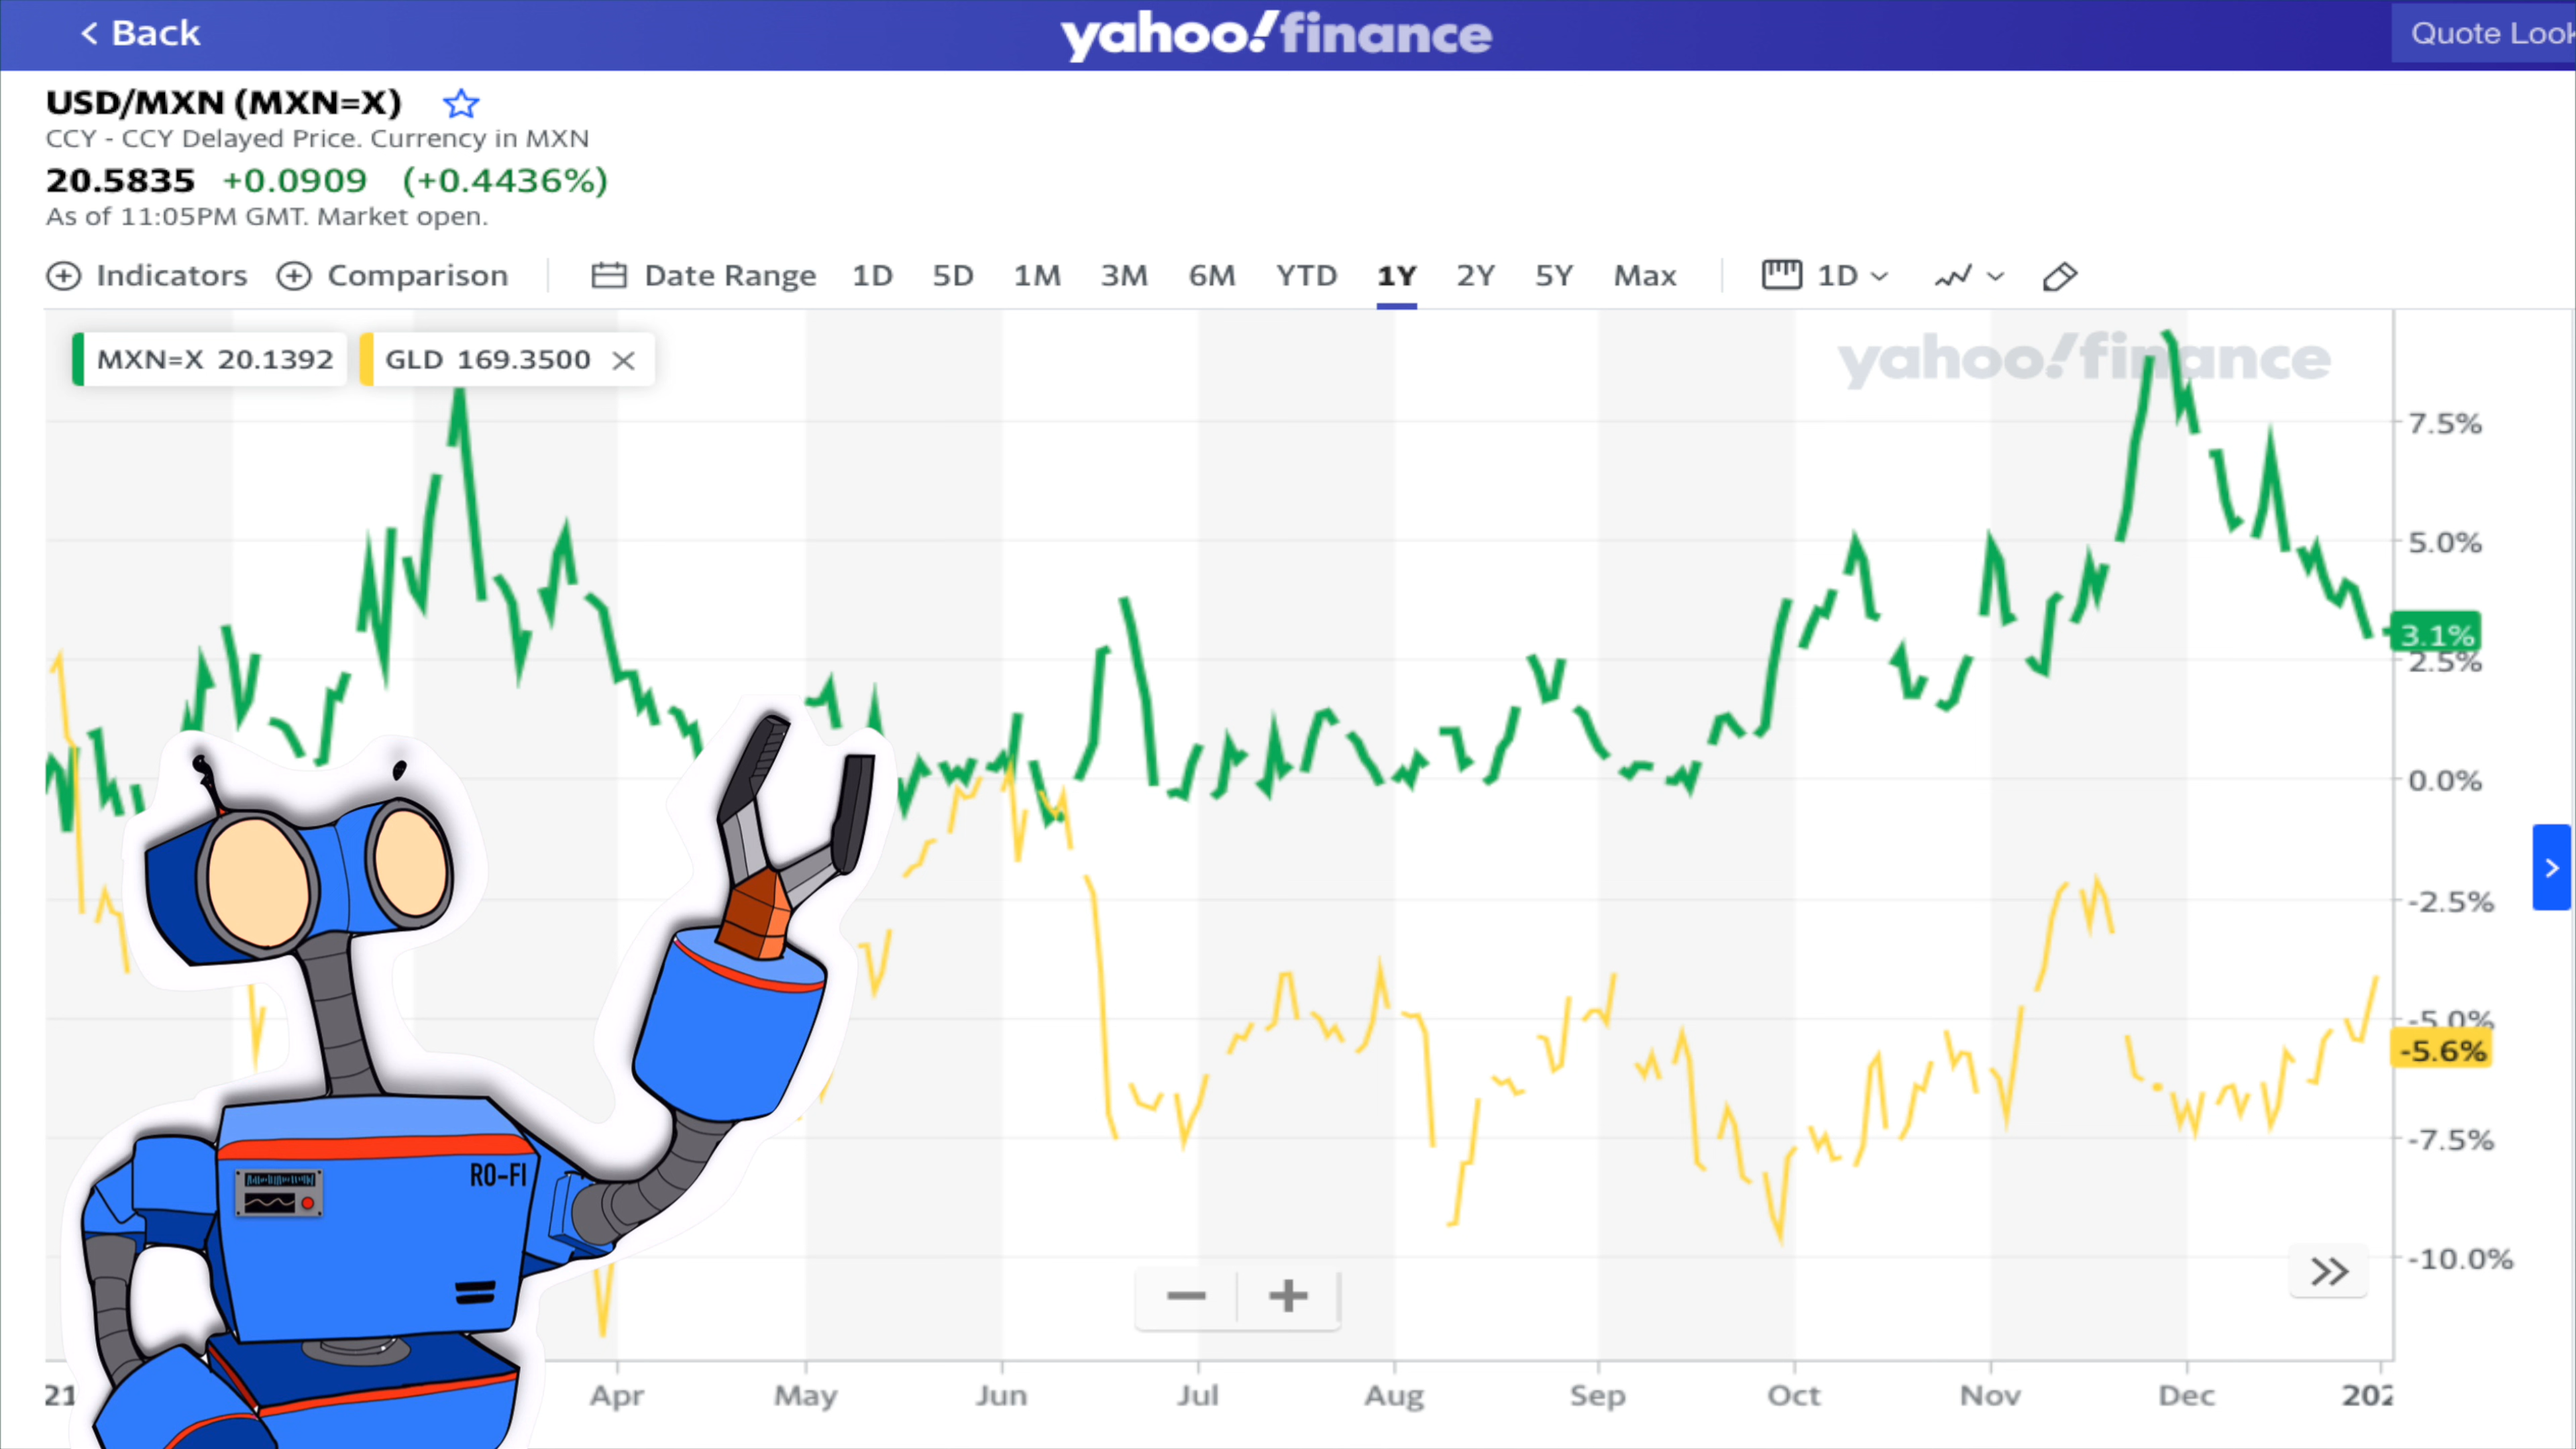 < Back
yahoo!finance
Quote Look
USD/MXN (MXN=X)
CCY - CCY Delayed Price. Currency in MXN
20.5835 +0.0909 (+0.4436%)
As of 11:05PM GMT. Market open.
Indicators Comparison Date Range 1D 5D 1M 3M 6M YTD 1Y 2Y 5Y Max 1D
MXN=X 20.1392 GLD 169.3500 ×
yahoo!finance
7.5%
5.0%
3.1%
2.5%
0.0%
-2.5%
-5.0%
-5.6%
-7.5%
-10.0%
RO-FI
21 Apr May Jun Jul Aug Sep Oct Nov Dec 202